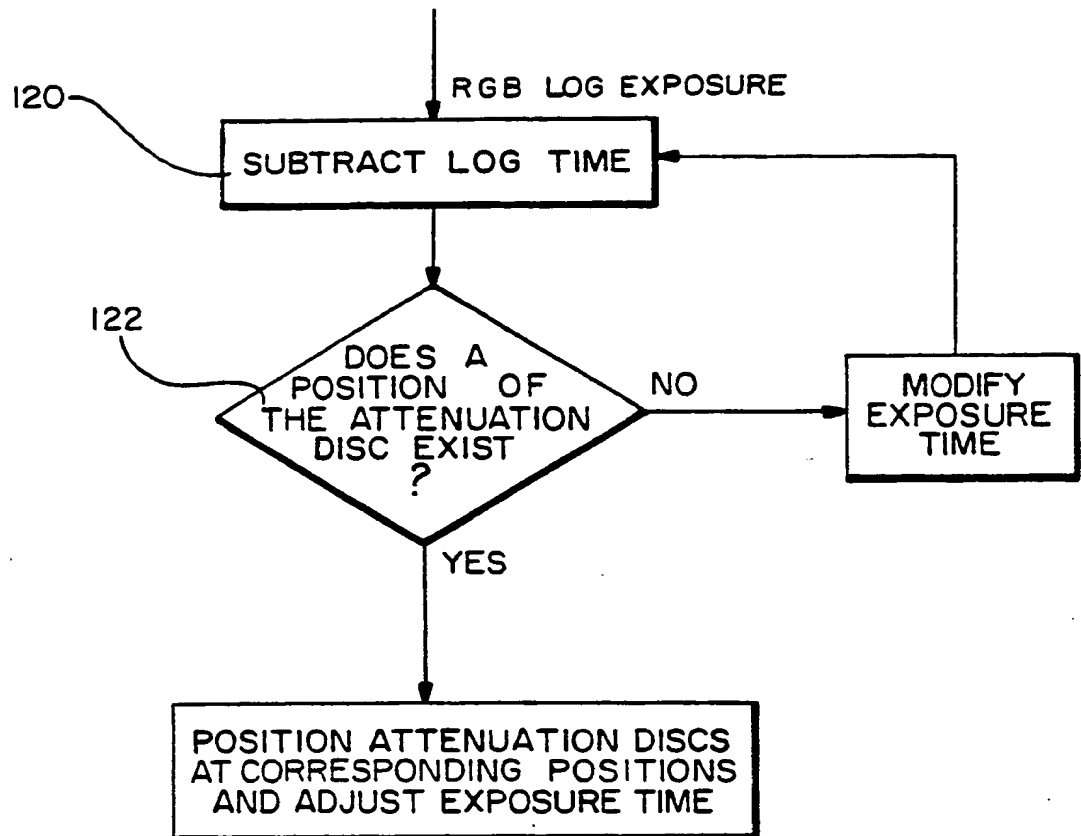 RGB LOG EXPOSURE
120
SUBTRACT LOG TIME
122
DOES A
POSITION OF
THE ATTENUATION
DISC EXIST
?
NO
MODIFY
EXPOSURE
TIME
YES
POSITION ATTENUATION DISCS
AT CORRESPONDING POSITIONS
AND ADJUST EXPOSURE TIME